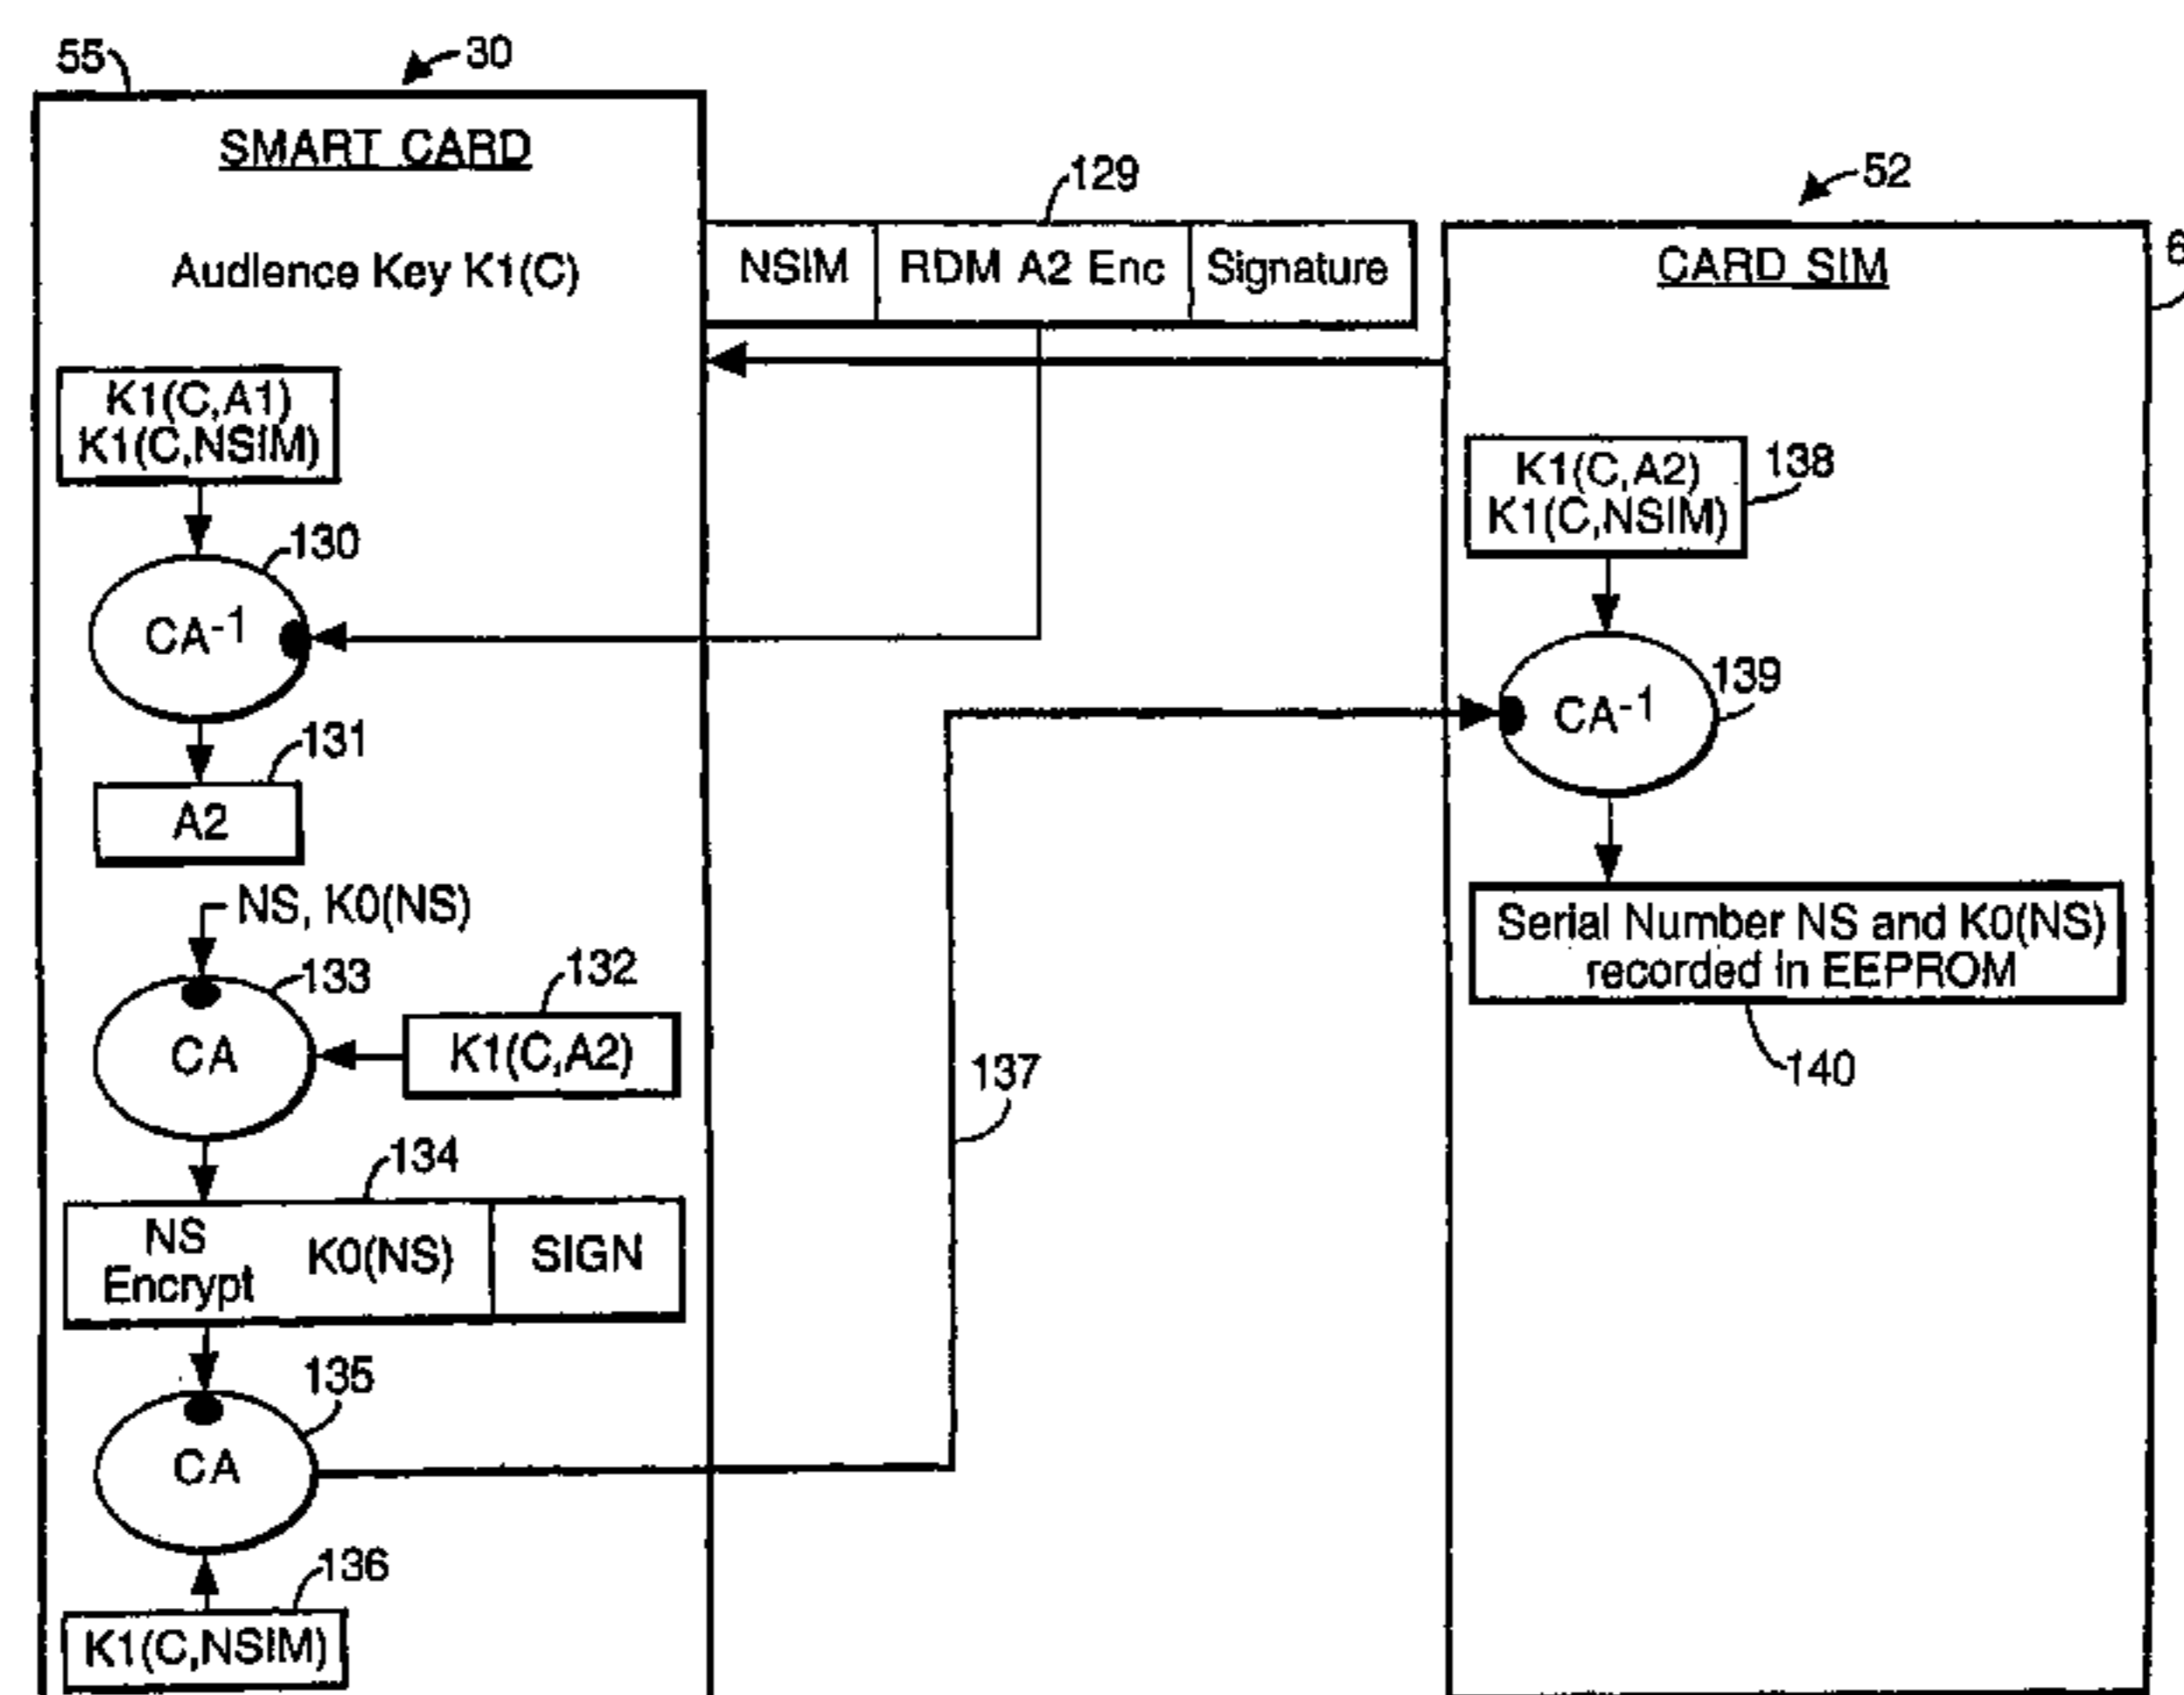 55
30
SMART CARD
Audience Key K1(C)
129
NSIM
RDM A2 Enc
Signature
52
CARD SIM
6
K1(C,A1)
K1(C,NSIM)
130
CA-1
131
A2
NS, K0(NS)
133
CA
132
K1(C,A2)
134
NS
Encrypt
K0(NS)
SIGN
135
CA
136
K1(C,NSIM)
137
K1(C,A2)
K1(C,NSIM)
138
139
CA-1
Serial Number NS and K0(NS)
recorded in EEPROM
140